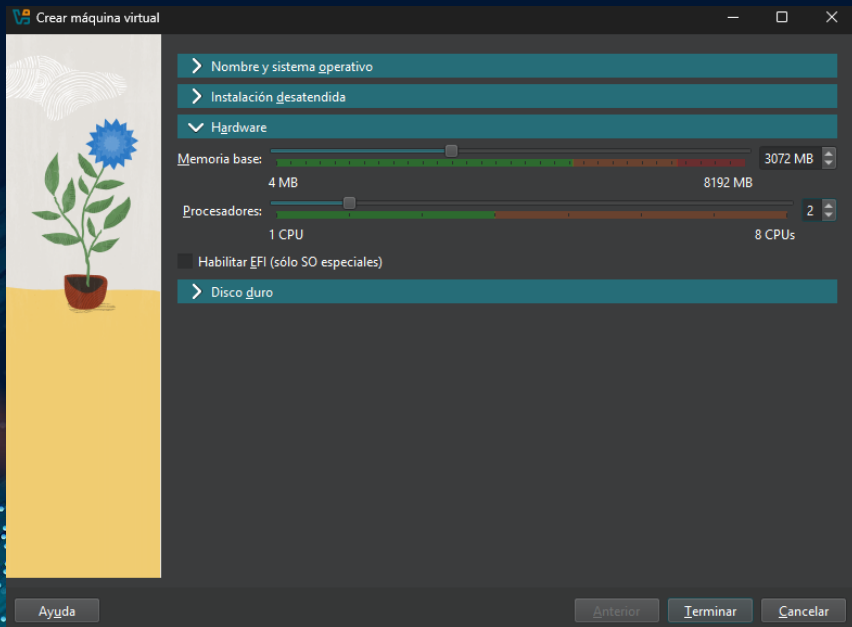 Crear máquina virtual
Nombre y sistema operativo
Instalación desatendida
Hardware
Memoria base:
3072 MB
4 MB
8192 MB
Procesadores:
2
1 CPU
8 CPUs
Habilitar EFI (sólo SO especiales)
Disco duro
Ayuda
Anterior
Terminar
Cancelar